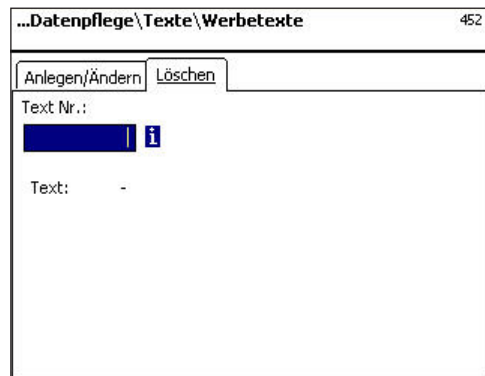 ...Datenpflege\Texte\Werbetexte 452
Anlegen/Ändern Löschen
Text Nr.:
i
Text: -